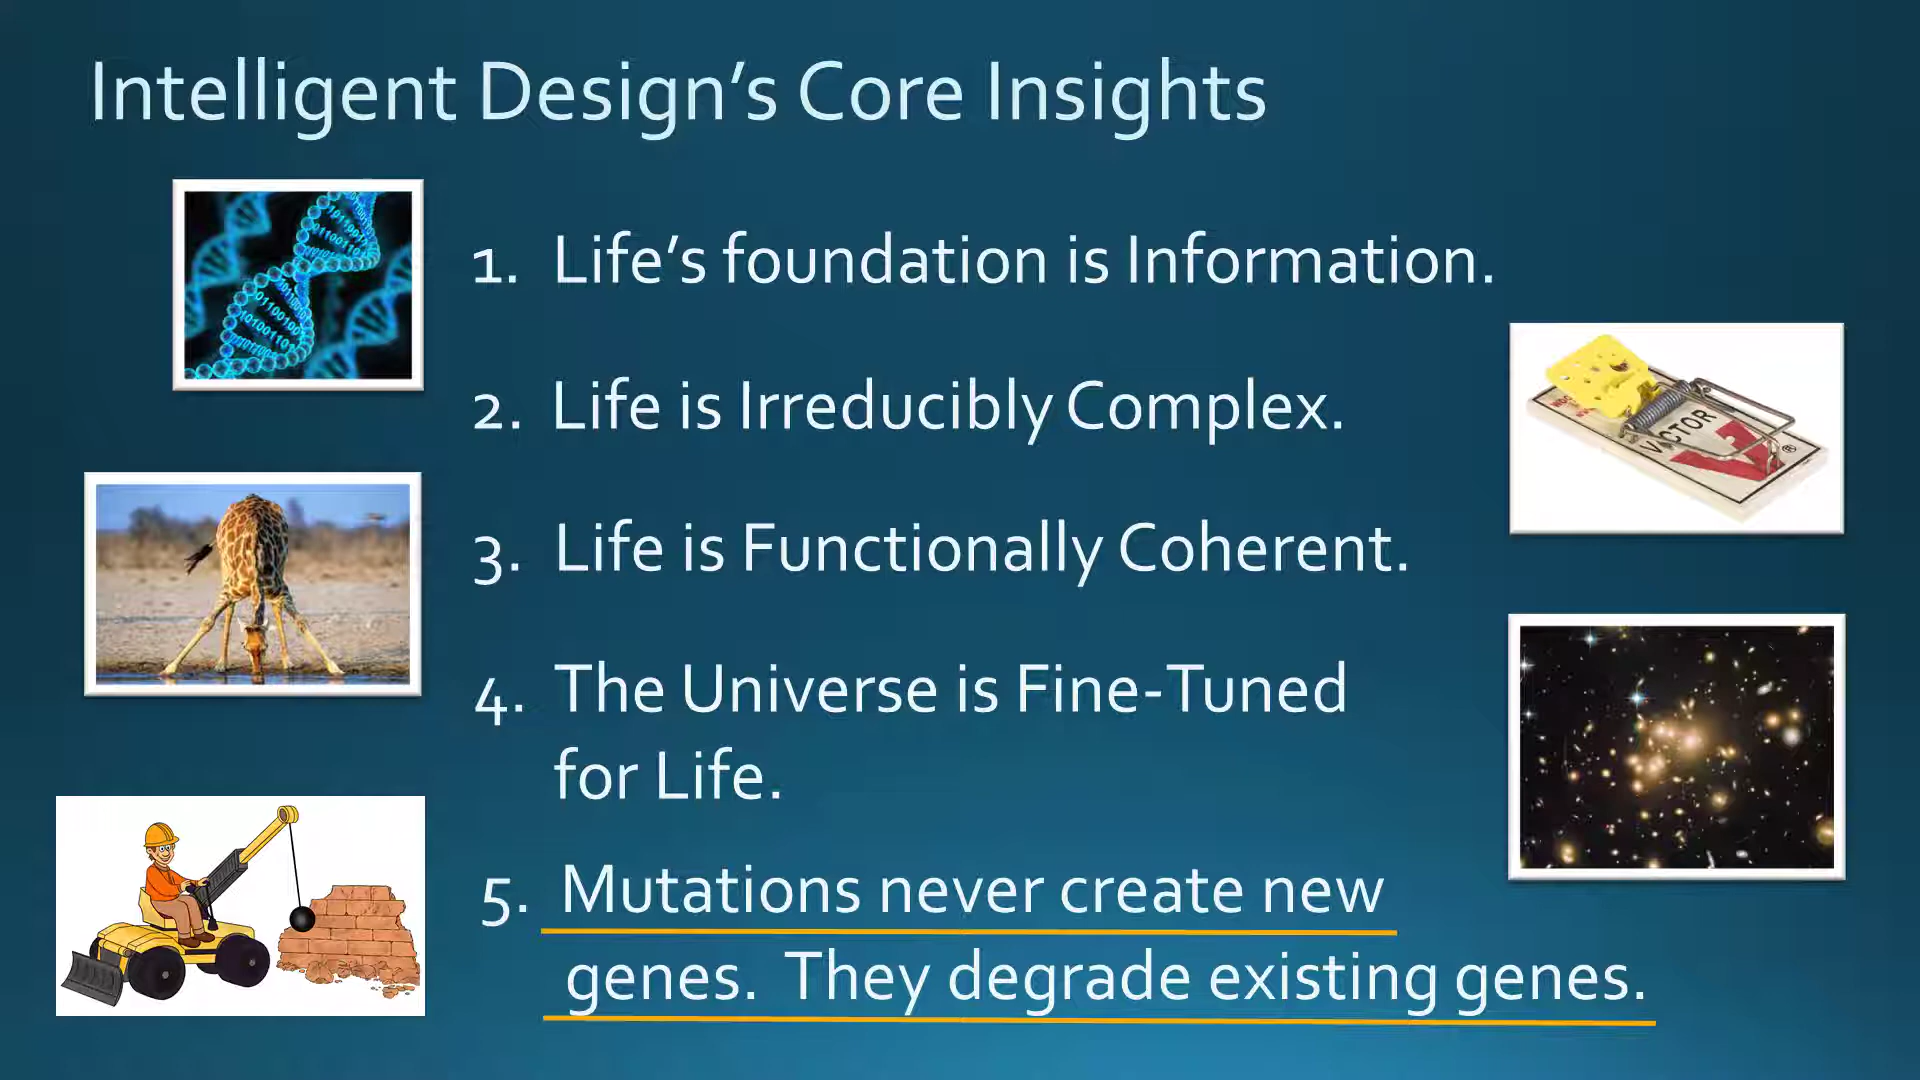 Intelligent Design’s Core Insights
1. Life’s foundation is Information.
2. Life is Irreducibly Complex.
3. Life is Functionally Coherent.
4. The Universe is Fine-Tuned
for Life.
5. Mutations never create new
genes. They degrade existing genes.
VICTOR